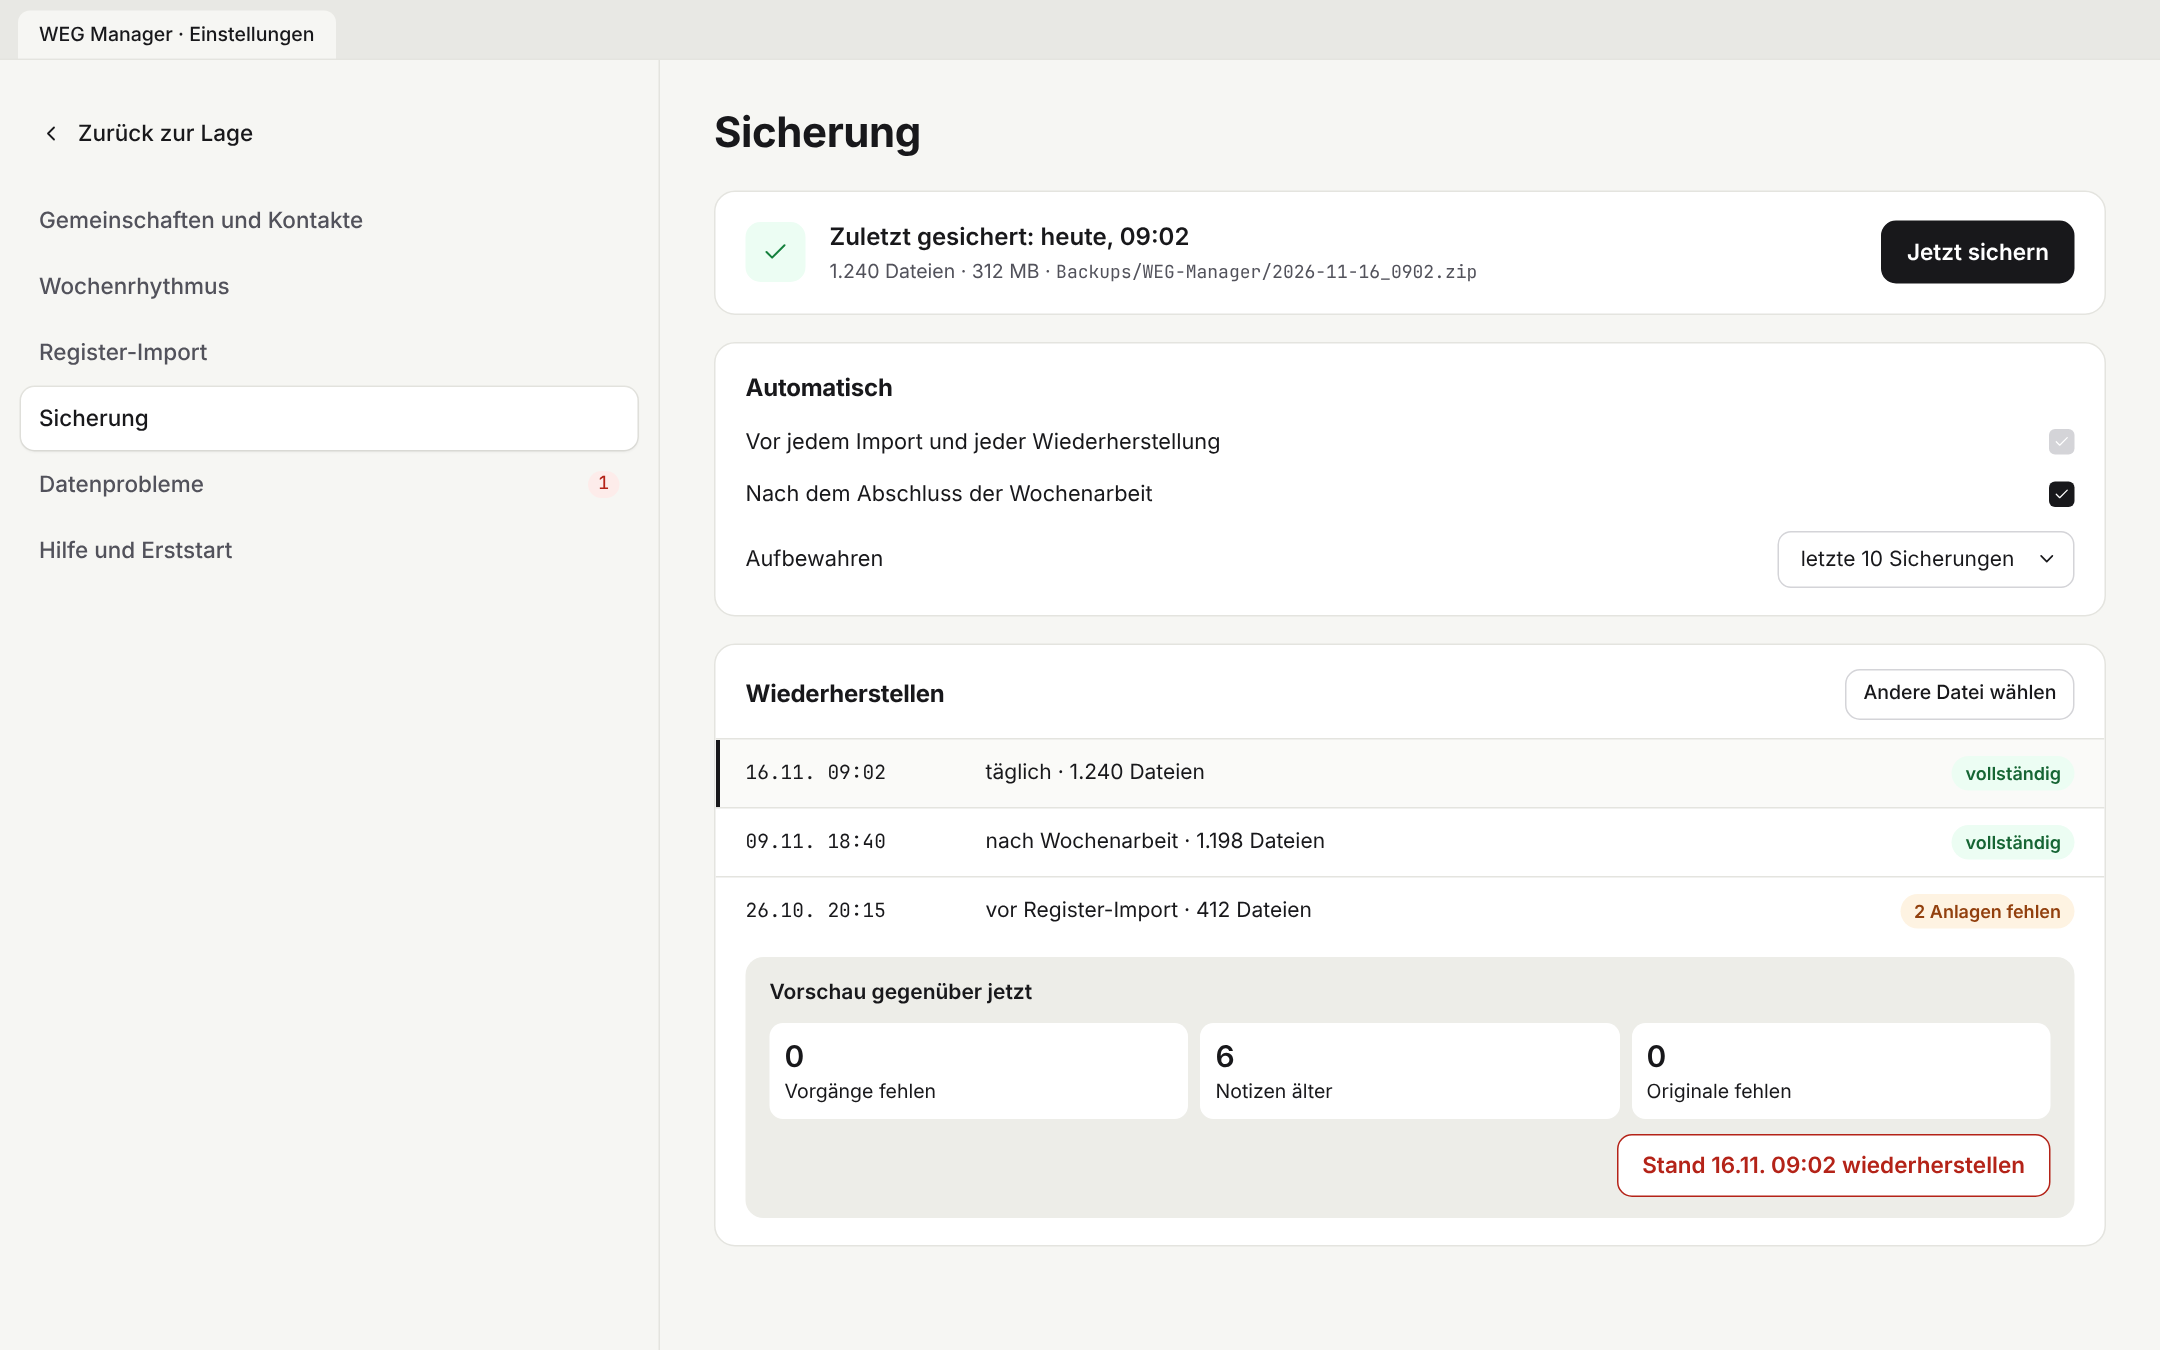 WEG Manager · Einstellungen
Zurück zur Lage
Gemeinschaften und Kontakte
Wochenrhythmus
Register-Import
Sicherung
Datenprobleme 1
Hilfe und Erststart
Sicherung
Zuletzt gesichert: heute, 09:02
1.240 Dateien · 312 MB · Backups/WEG-Manager/2026-11-16_0902.zip
Jetzt sichern
Automatisch
Vor jedem Import und jeder Wiederherstellung
Nach dem Abschluss der Wochenarbeit
Aufbewahren letzte 10 Sicherungen
Wiederherstellen Andere Datei wählen
16.11. 09:02 täglich · 1.240 Dateien vollständig
09.11. 18:40 nach Wochenarbeit · 1.198 Dateien vollständig
26.10. 20:15 vor Register-Import · 412 Dateien 2 Anlagen fehlen
Vorschau gegenüber jetzt
0
Vorgänge fehlen
6
Notizen älter
0
Originale fehlen
Stand 16.11. 09:02 wiederherstellen